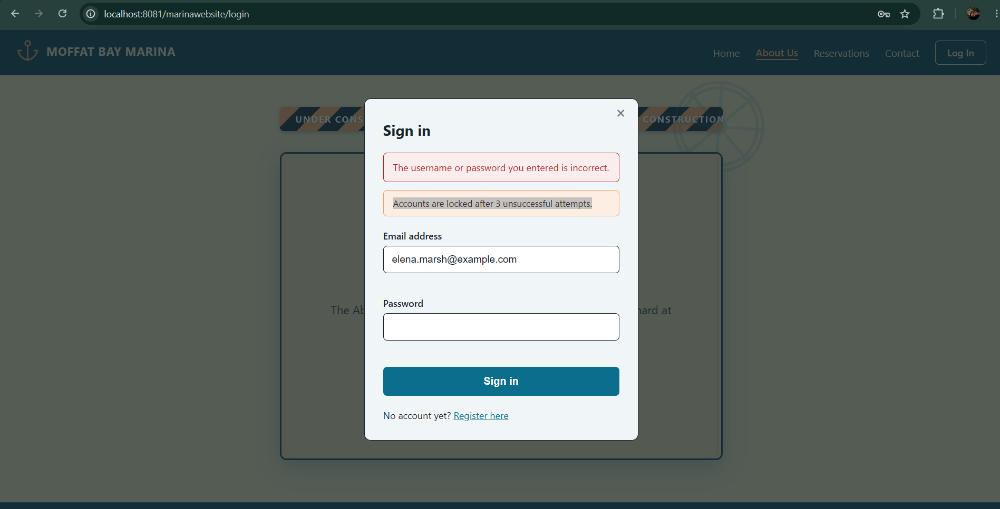 localhost:8081/marinawebsite/login
MOFFAT BAY MARINA
Home About Us Reservations Contact Log In
UNDER CONS
CONSTRUCTION
Sign in
The username or password you entered is incorrect.
Accounts are locked after 3 unsuccessful attempts.
Email address
elena.marsh@example.com
Password
The Ab
hard at
Sign in
No account yet? Register here